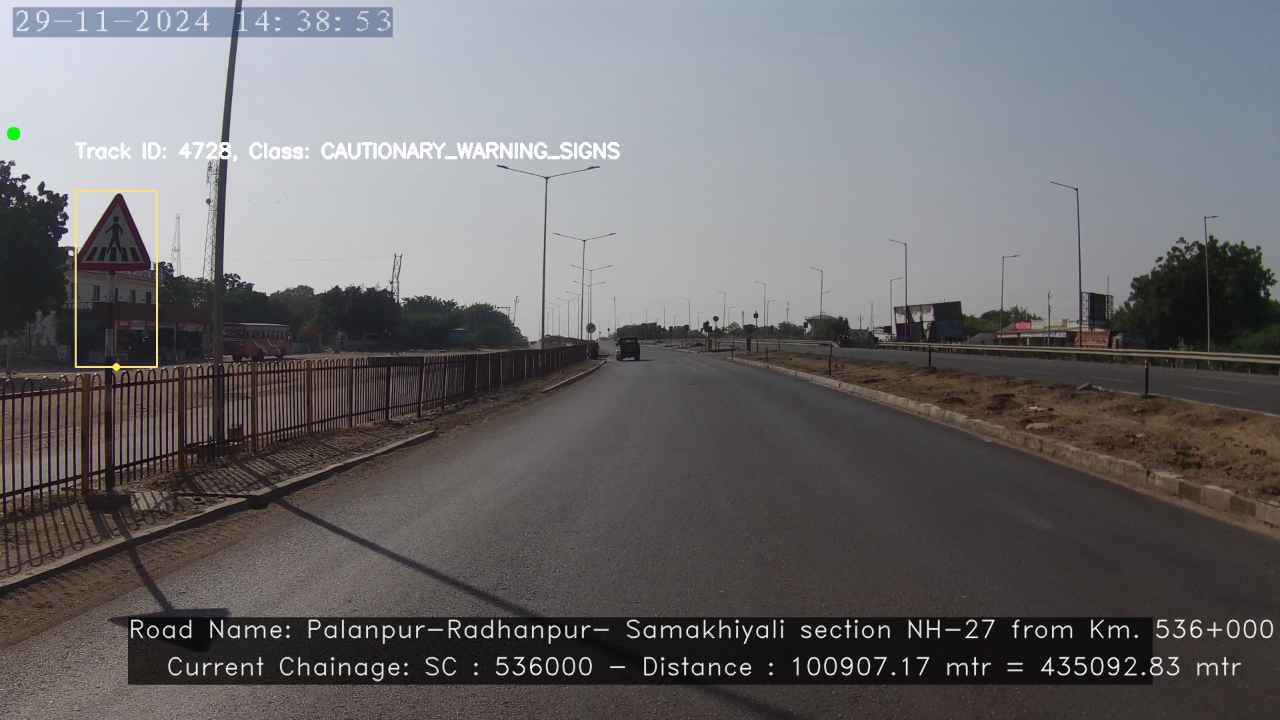 29-11-2024 14:38:53
Track ID: 4728, Class: CAUTIONARY_WARNING_SIGNS
Road Name: Palanpur-Radhanpur- Samakhiyali section NH-27 from Km. 536+000
Current Chainage: SC : 536000 - Distance : 100907.17 mtr = 435092.83 mtr